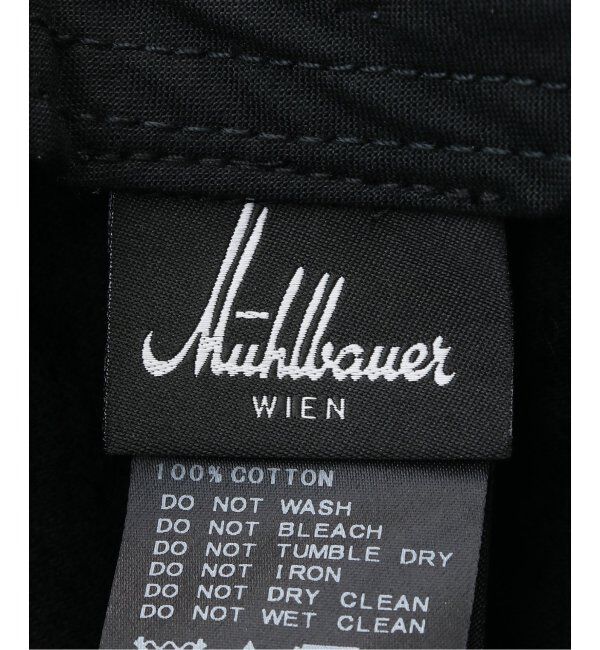 Mühlbauer
WIEN
100% COTTON
DO NOT WASH
DO NOT BLEACH
DO NOT TUMBLE DRY
DO NOT IRON
DO NOT DRY CLEAN
DO NOT WET CLEAN